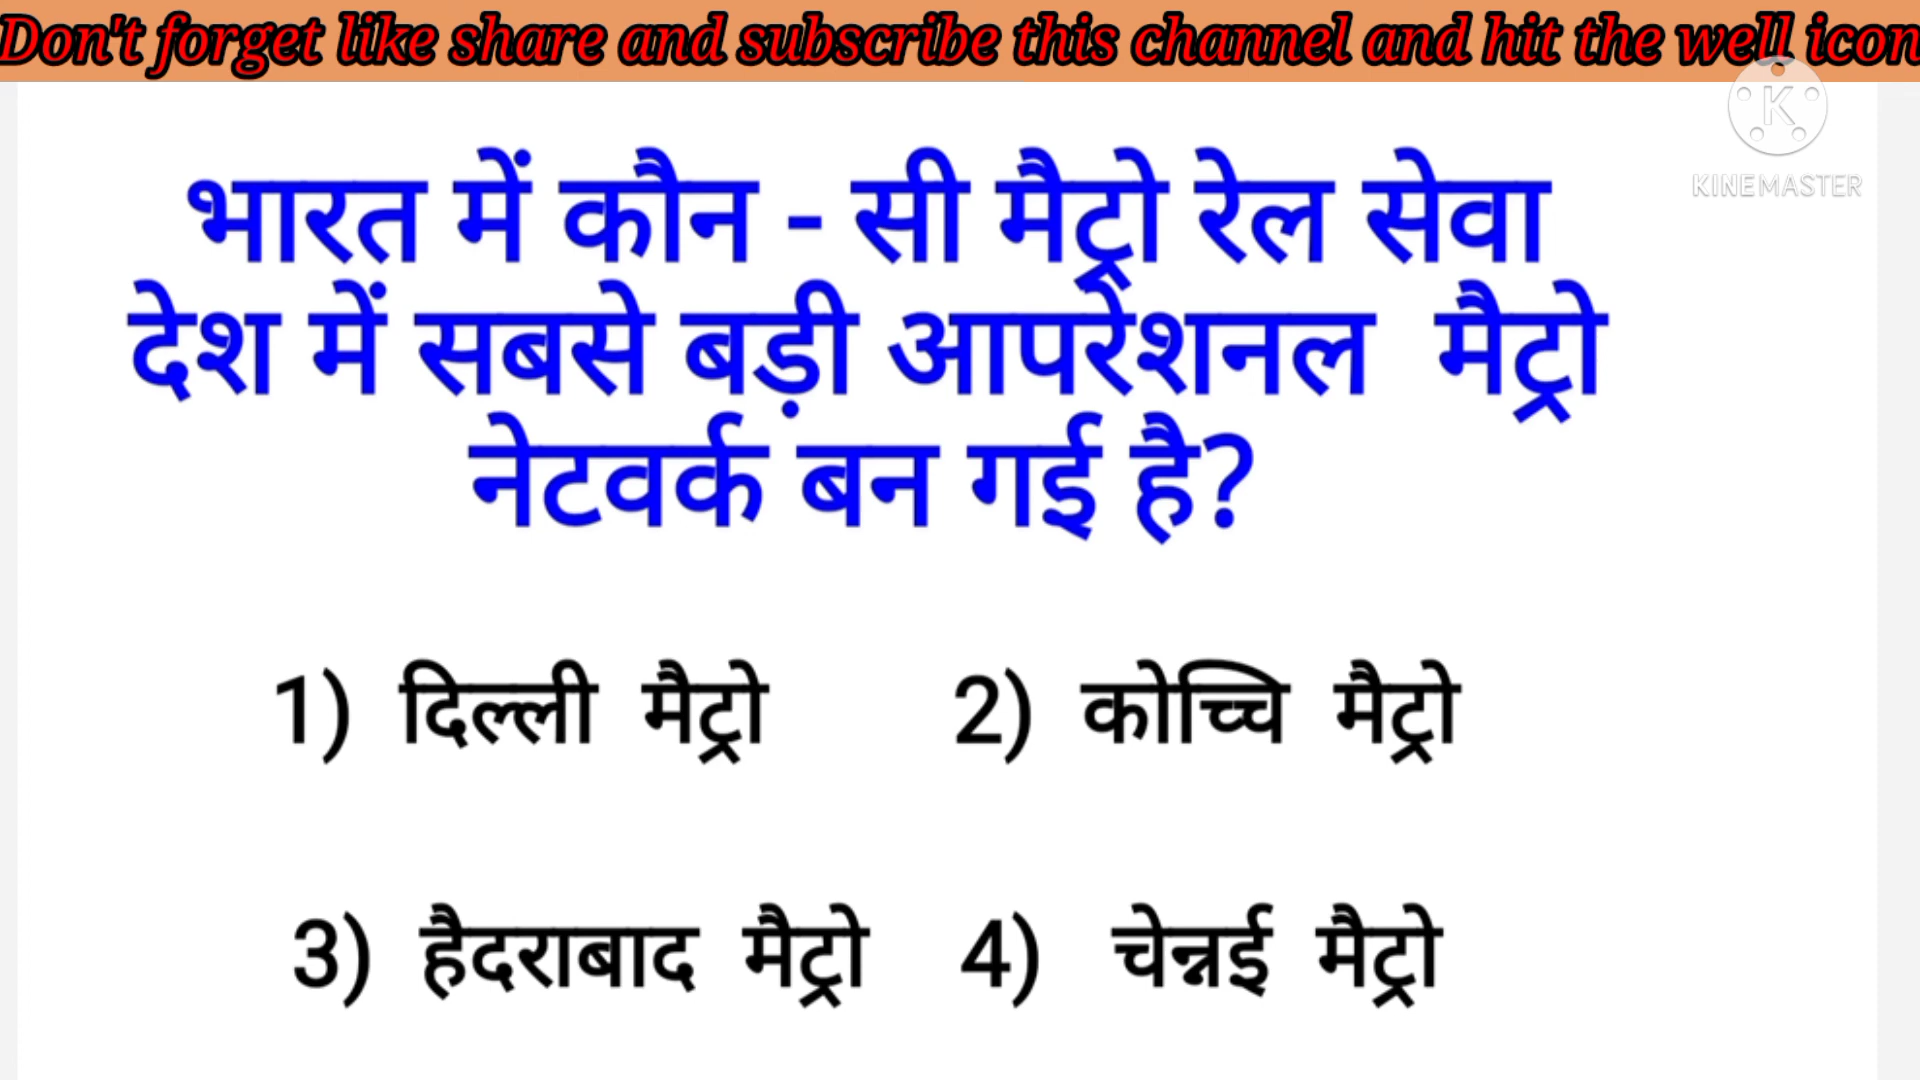 Don't forget like share and subscribe this channel and hit the well icon
KINEMASTER
भारत में कौन - सी मैट्रो रेल सेवा
देश में सबसे बड़ी आपरेशनल मैट्रो
नेटवर्क बन गई है?
1) दिल्ली मैट्रो 2) कोच्चि मैट्रो
3) हैदराबाद मैट्रो 4) चेन्नई मैट्रो